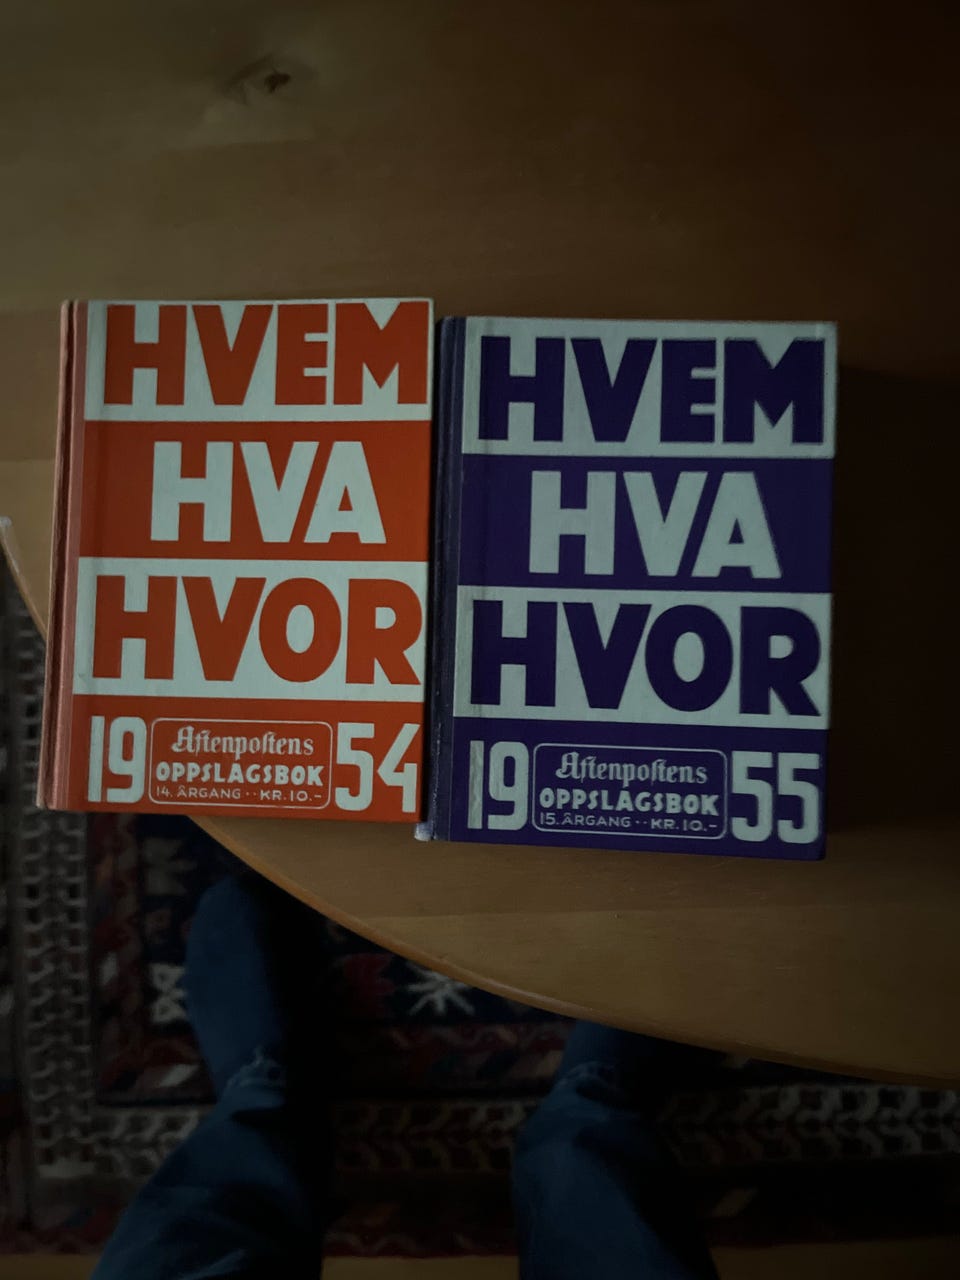 HVEM
HVA
HVOR
19 54
Aftenpostens
OPPSLAGSBOK
14. ÅRGANG·· KR.10.-
HVEM
HVA
HVOR
19 55
Aftenpostens
OPPSLAGSBOK
15. ÅRGANG·· KR.10.-